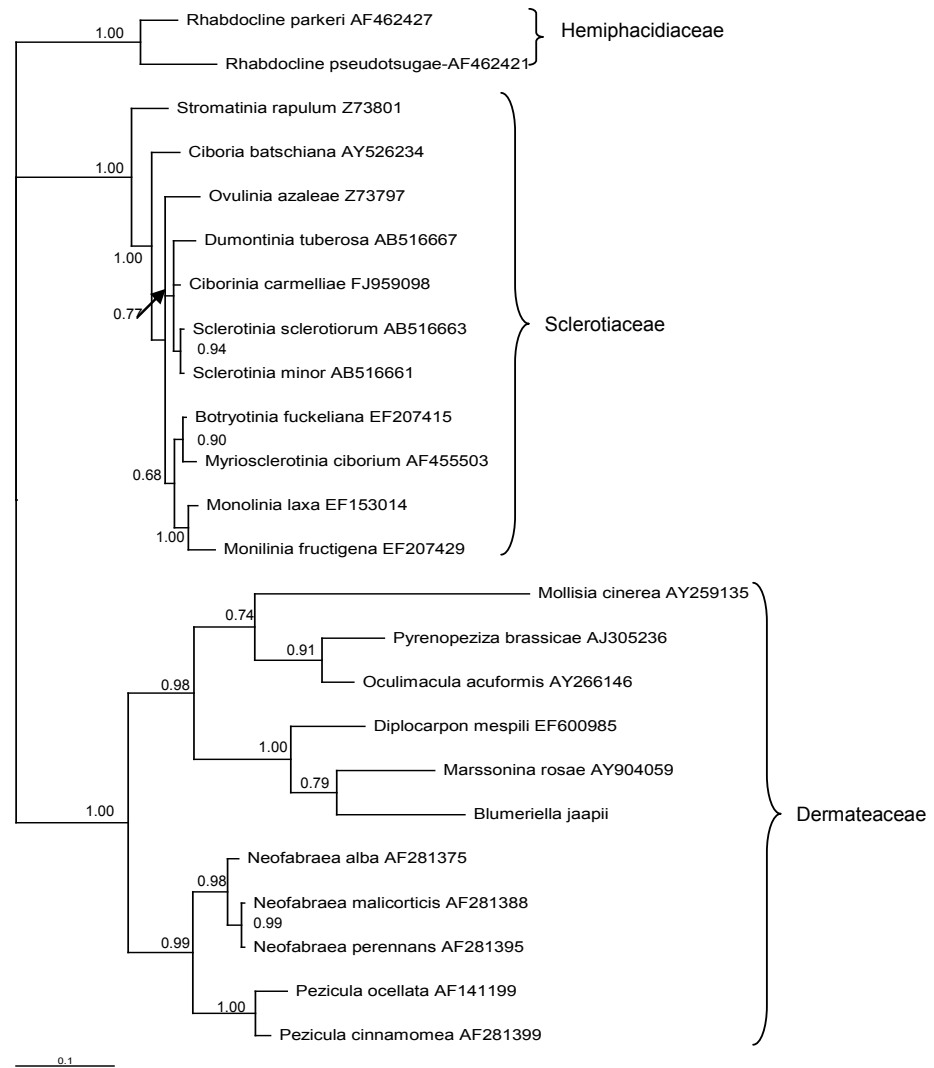 Rhabdocline parkeri AF462427
1.00
Hemiphacidiaceae
Rhabdocline pseudotsugae-AF462421
Stromatinia rapulum Z73801
1.00
Ciboria batschiana AY526234
Ovulinia azaleae Z73797
Dumontinia tuberosa AB516667
1.00
Ciborinia carmelliae FJ959098
0.77
Sclerotinia sclerotiorum AB516663
Sclerotiaceae
0.94
Sclerotinia minor AB516661
Botryotinia fuckeliana EF207415
0.90
Myriosclerotinia ciborium AF455503
0.68
Monolinia laxa EF153014
1.00
Monilinia fructigena EF207429
Mollisia cinerea AY259135
0.74
Pyrenopeziza brassicae AJ305236
0.91
Oculimacula acuformis AY266146
0.98
Diplocarpon mespili EF600985
1.00
Marssonina rosae AY904059
0.79
Blumeriella jaapii
1.00
Dermateaceae
Neofabraea alba AF281375
0.98
Neofabraea malicorticis AF281388
0.99
Neofabraea perennans AF281395
0.99
Pezicula ocellata AF141199
1.00
Pezicula cinnamomea AF281399
0.1